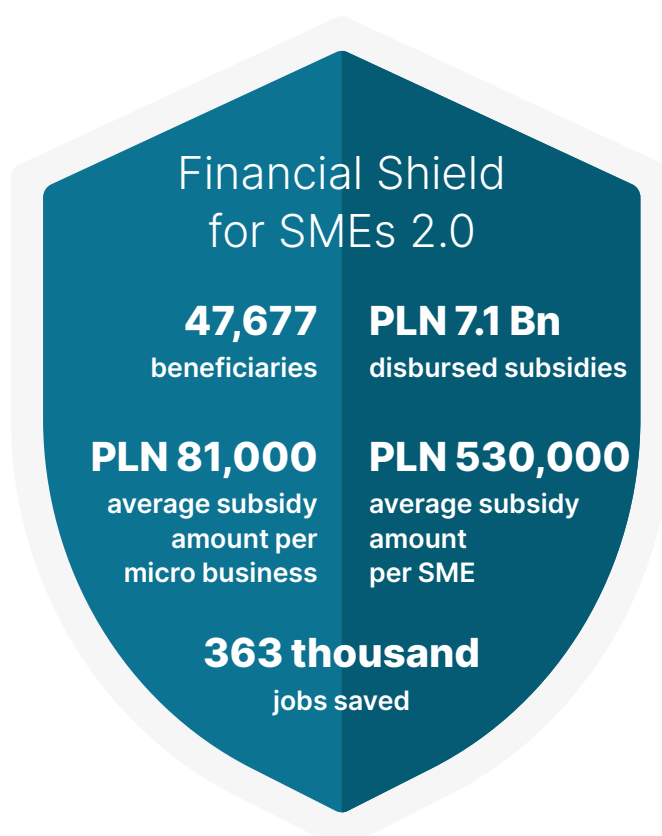 Financial Shield
for SMEs 2.0
47,677
beneficiaries
PLN 7.1 Bn
disbursed subsidies
PLN 81,000
average subsidy
amount per
micro business
PLN 530,000
average subsidy
amount
per SME
363 thousand
jobs saved